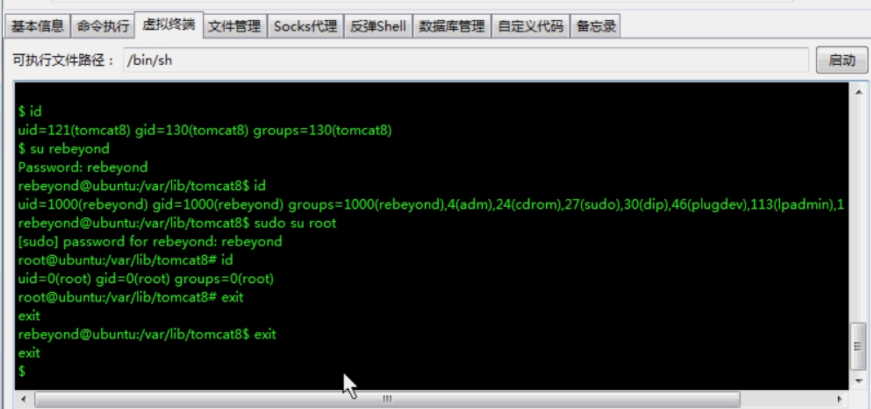 基本信息 命令执行 虚拟终端 文件管理 Socks代理 反弹Shell 数据库管理 自定义代码 备忘录
可执行文件路径： /bin/sh 启动
$ id
uid=121(tomcat8) gid=130(tomcat8) groups=130(tomcat8)
$ su rebeyond
Password: rebeyond
rebeyond@ubuntu:/var/lib/tomcat8$ id
uid=1000(rebeyond) gid=1000(rebeyond) groups=1000(rebeyond),4(adm),24(cdrom),27(sudo),30(dip),46(plugdev),113(lpadmin),1
rebeyond@ubuntu:/var/lib/tomcat8$ sudo su root
[sudo] password for rebeyond: rebeyond
root@ubuntu:/var/lib/tomcat8# id
uid=0(root) gid=0(root) groups=0(root)
root@ubuntu:/var/lib/tomcat8# exit
exit
rebeyond@ubuntu:/var/lib/tomcat8$ exit
exit
$